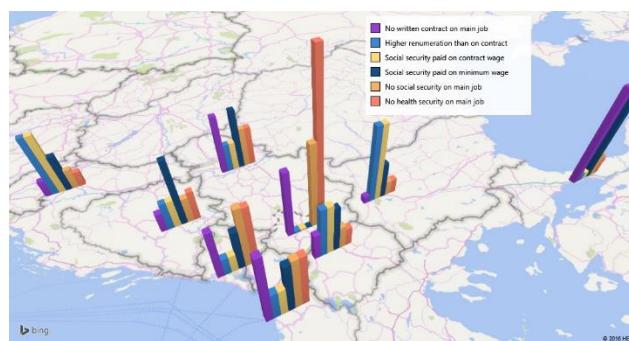 No written contract on main job
Higher renumeration than on contract
Social security paid on contract wage
Social security paid on minimum wage
No social security on main job
No health security on main job
bing
© 2016 HE